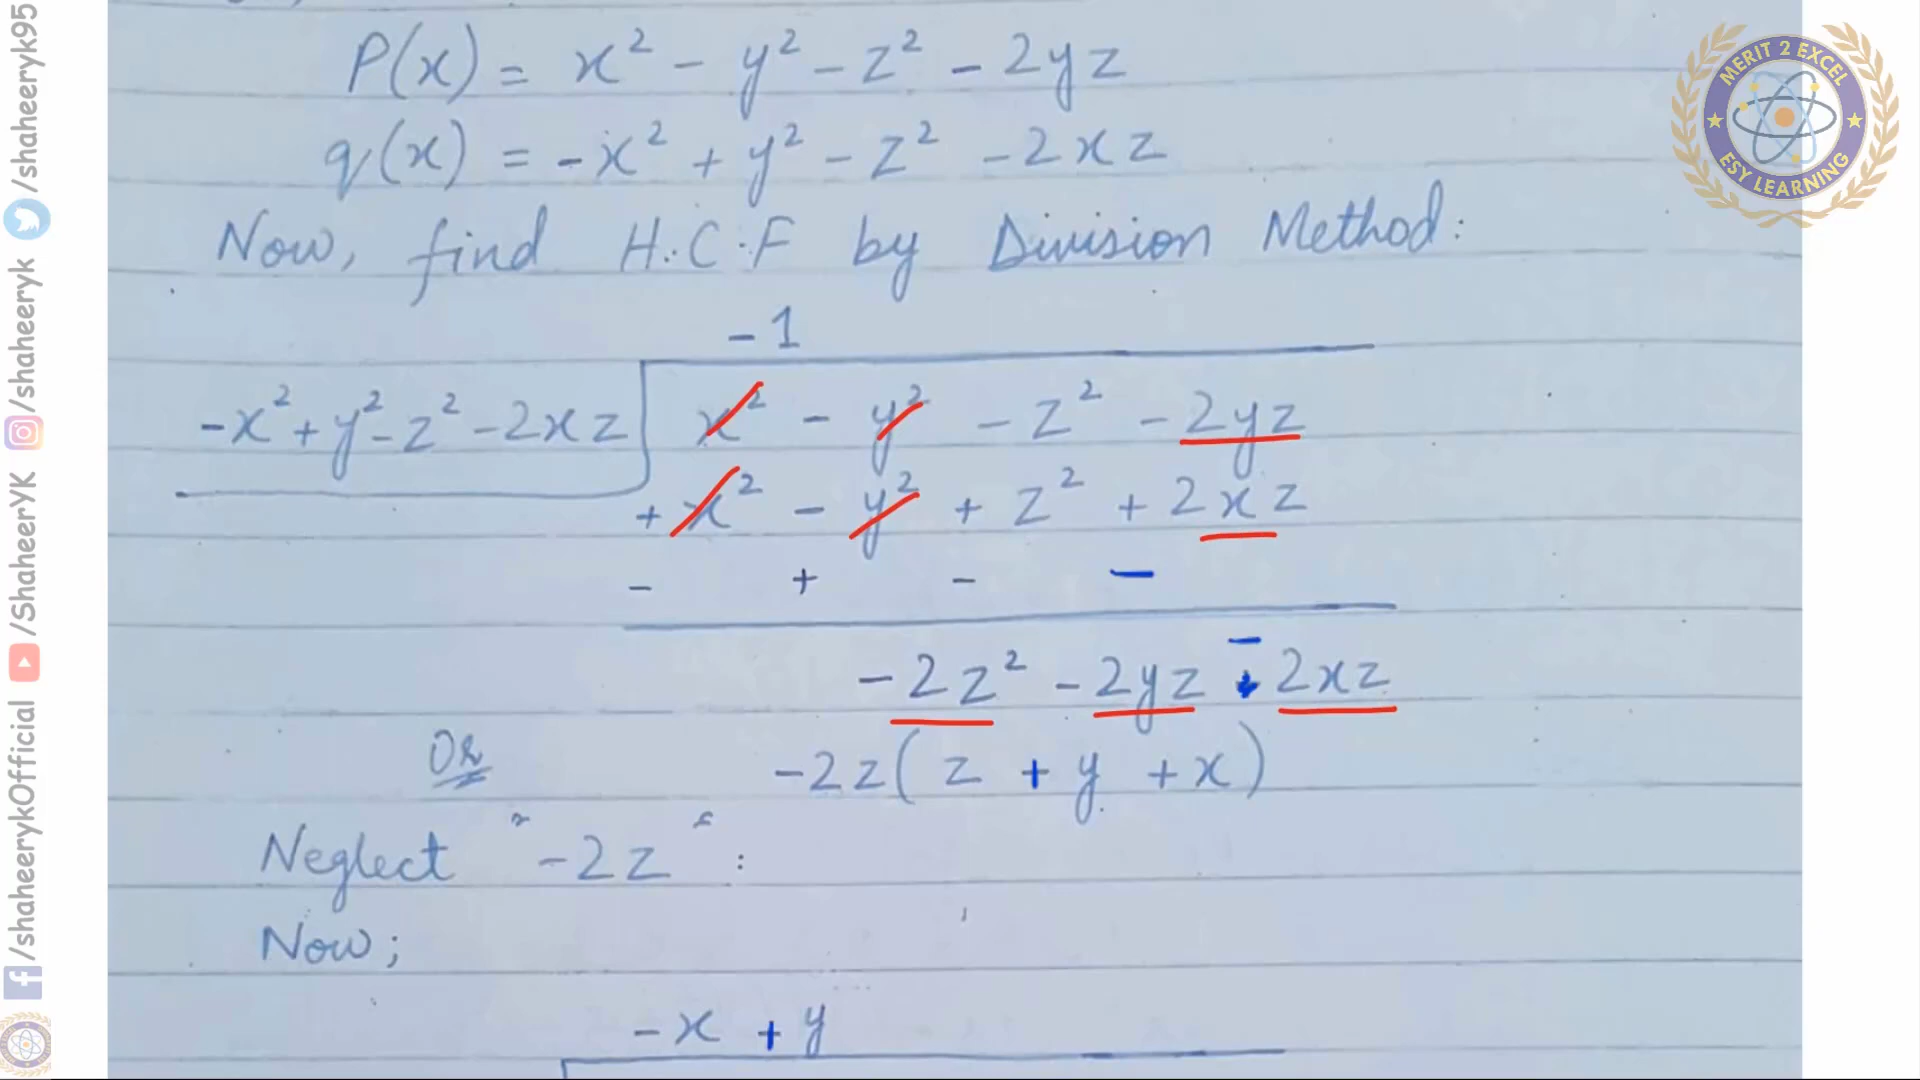 P(x) = x² - y² - z² - 2yz
q(x) = -x² + y² - z² - 2xz
Now, find H.C.F by Division Method:
-1
-x² + y² - z² - 2xz x² - y² - z² - 2yz
+ x² - y² + z² + 2xz
- + - -
-2z² - 2yz - 2xz
Or -2z( z + y + x)
Neglect "-2z" :
Now;
-x + y
MERIT 2 EXCEL
ESY LEARNING
/shaheerykOfficial /ShaheerYK /shaheeryk /shaheeryk95